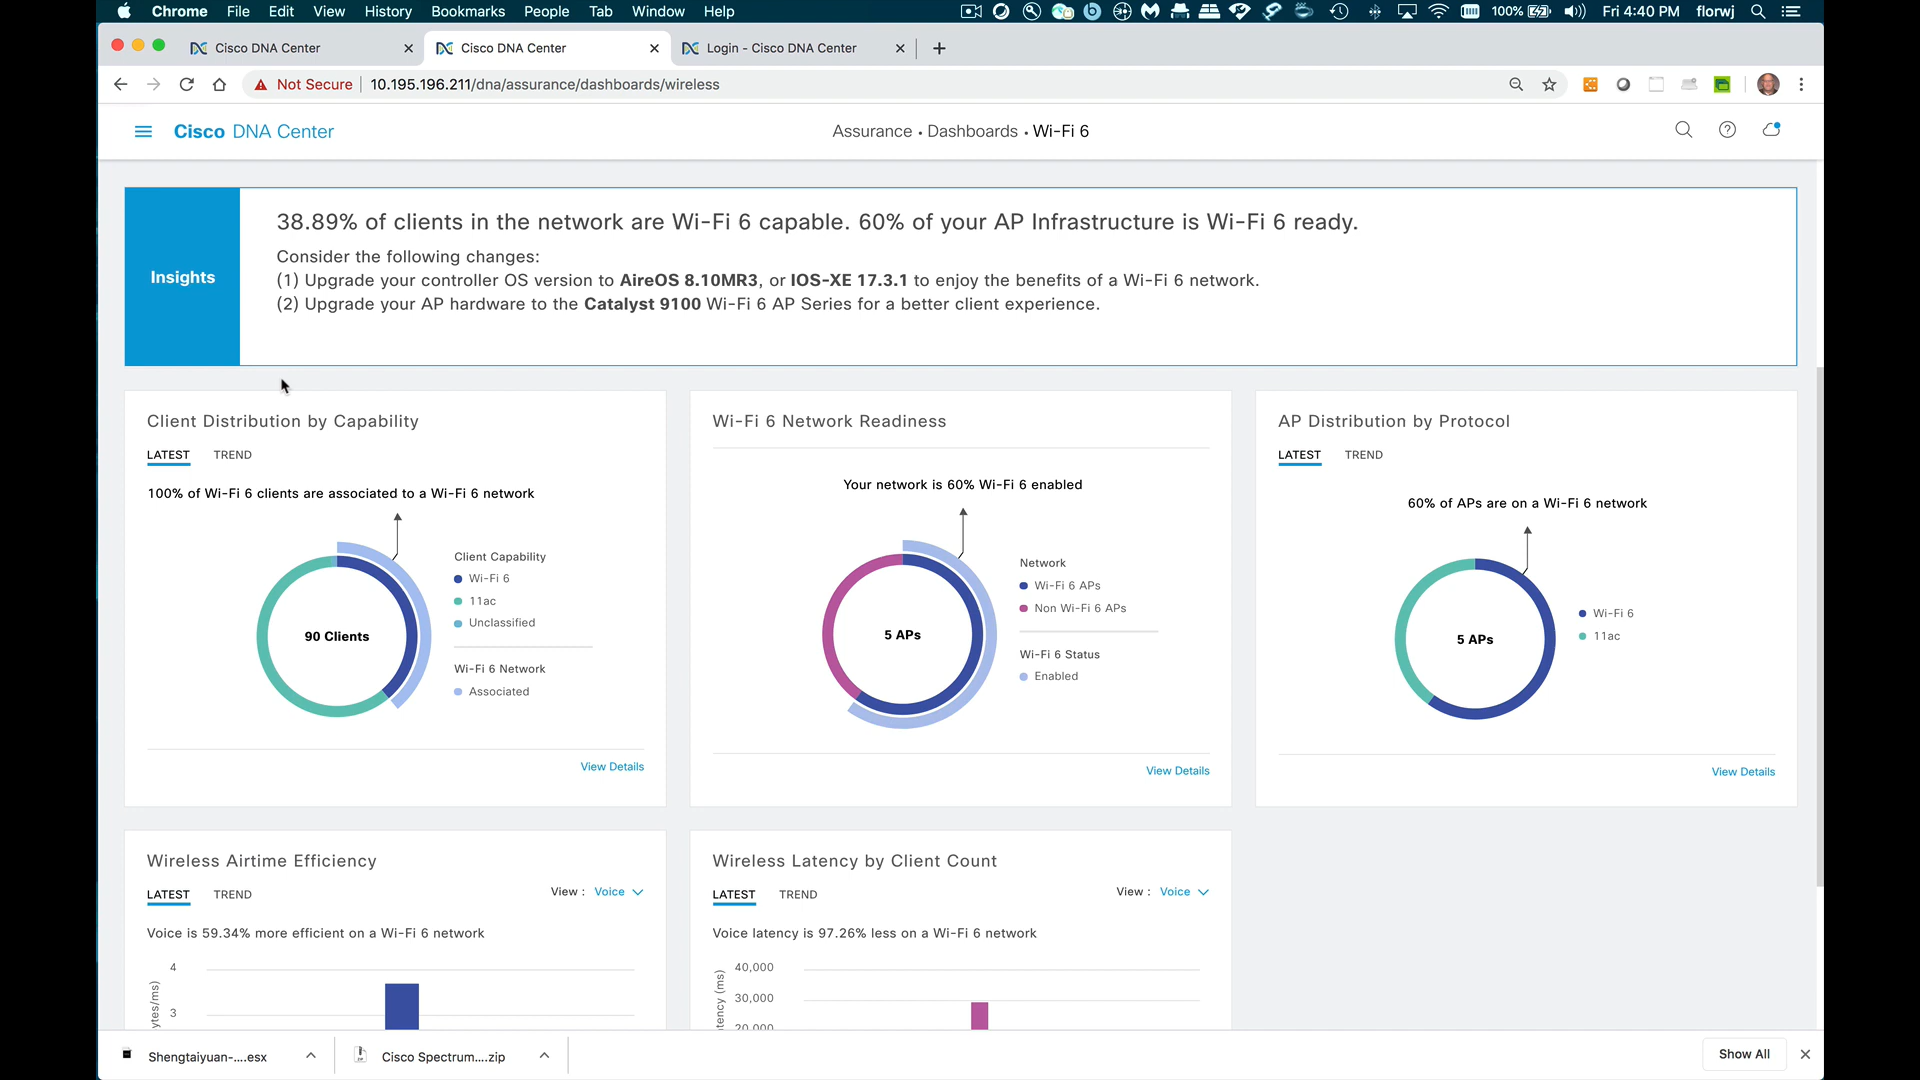 Chrome File Edit View History Bookmarks People Tab Window Help 100% Fri 4:40 PM florwj
Cisco DNA Center
Cisco DNA Center
Login - Cisco DNA Center
Not Secure 10.195.196.211/dna/assurance/dashboards/wireless
Cisco DNA Center
Assurance • Dashboards • Wi-Fi 6
Insights
38.89% of clients in the network are Wi-Fi 6 capable. 60% of your AP Infrastructure is Wi-Fi 6 ready.
Consider the following changes:
(1) Upgrade your controller OS version to AireOS 8.10MR3, or IOS-XE 17.3.1 to enjoy the benefits of a Wi-Fi 6 network.
(2) Upgrade your AP hardware to the Catalyst 9100 Wi-Fi 6 AP Series for a better client experience.
Client Distribution by Capability
LATEST TREND
100% of Wi-Fi 6 clients are associated to a Wi-Fi 6 network
90 Clients
Client Capability
Wi-Fi 6
11ac
Unclassified
Wi-Fi 6 Network
Associated
View Details
Wi-Fi 6 Network Readiness
Your network is 60% Wi-Fi 6 enabled
5 APs
Network
Wi-Fi 6 APs
Non Wi-Fi 6 APs
Wi-Fi 6 Status
Enabled
View Details
AP Distribution by Protocol
LATEST TREND
60% of APs are on a Wi-Fi 6 network
5 APs
Wi-Fi 6
11ac
View Details
Wireless Airtime Efficiency
LATEST TREND
View : Voice
Voice is 59.34% more efficient on a Wi-Fi 6 network
4
3
ytes/ms)
Wireless Latency by Client Count
LATEST TREND
View : Voice
Voice latency is 97.26% less on a Wi-Fi 6 network
40,000
30,000
20,000
tency (ms)
Shengtaiyuan-....esx
Cisco Spectrum....zip
Show All